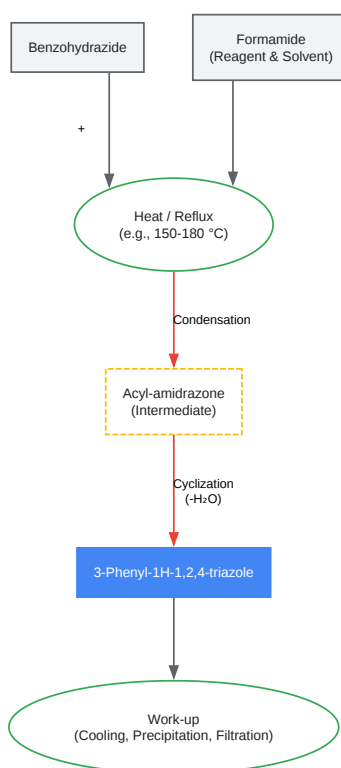 Benzohydrazide
Formamide
(Reagent & Solvent)
+
Heat / Reflux
(e.g., 150-180 °C)
Condensation
Acyl-amidrazone
(Intermediate)
Cyclization
(-H₂O)
3-Phenyl-1H-1,2,4-triazole
Work-up
(Cooling, Precipitation, Filtration)